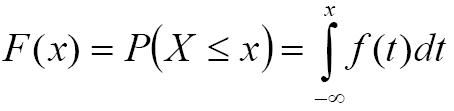 F(x) = P(X ≤ x) = ∫_{-∞}^{x} f(t)dt